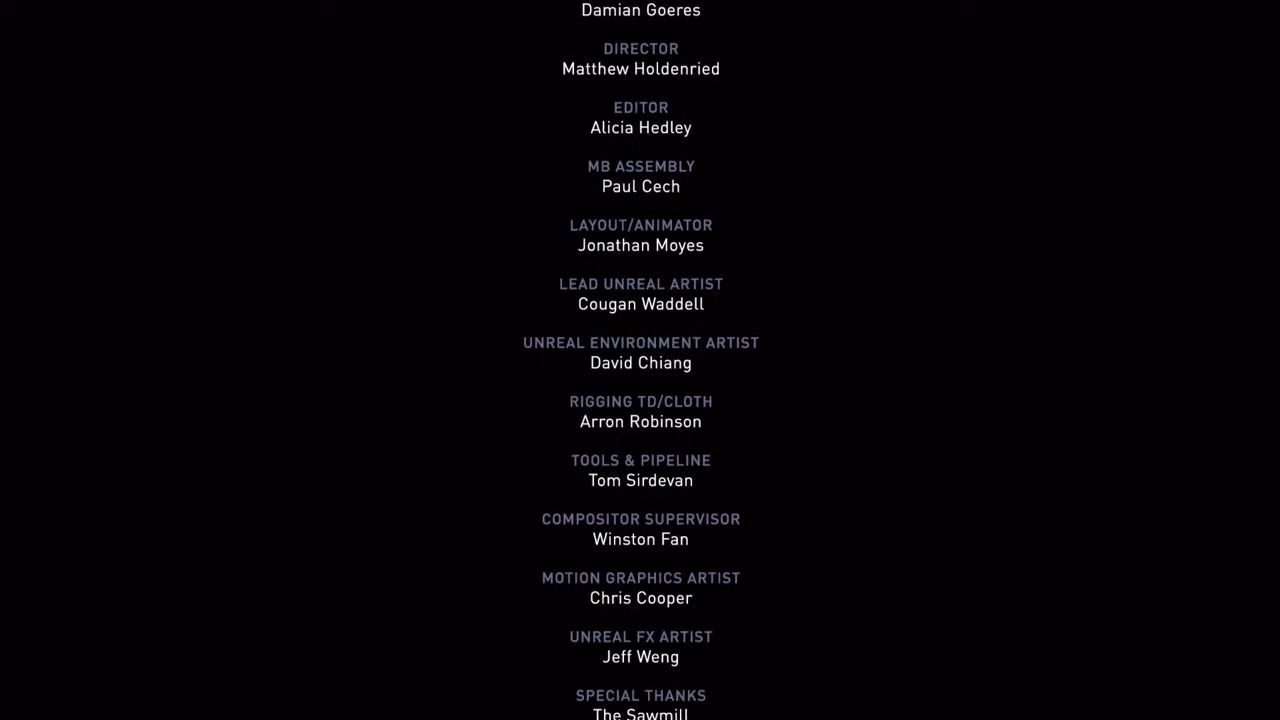 Damian Goeres
DIRECTOR
Matthew Holdenried
EDITOR
Alicia Hedley
MB ASSEMBLY
Paul Cech
LAYOUT/ANIMATOR
Jonathan Moyes
LEAD UNREAL ARTIST
Cougan Waddell
UNREAL ENVIRONMENT ARTIST
David Chiang
RIGGING TD/CLOTH
Arron Robinson
TOOLS & PIPELINE
Tom Sirdevan
COMPOSITOR SUPERVISOR
Winston Fan
MOTION GRAPHICS ARTIST
Chris Cooper
UNREAL FX ARTIST
Jeff Weng
SPECIAL THANKS
The Sawmill